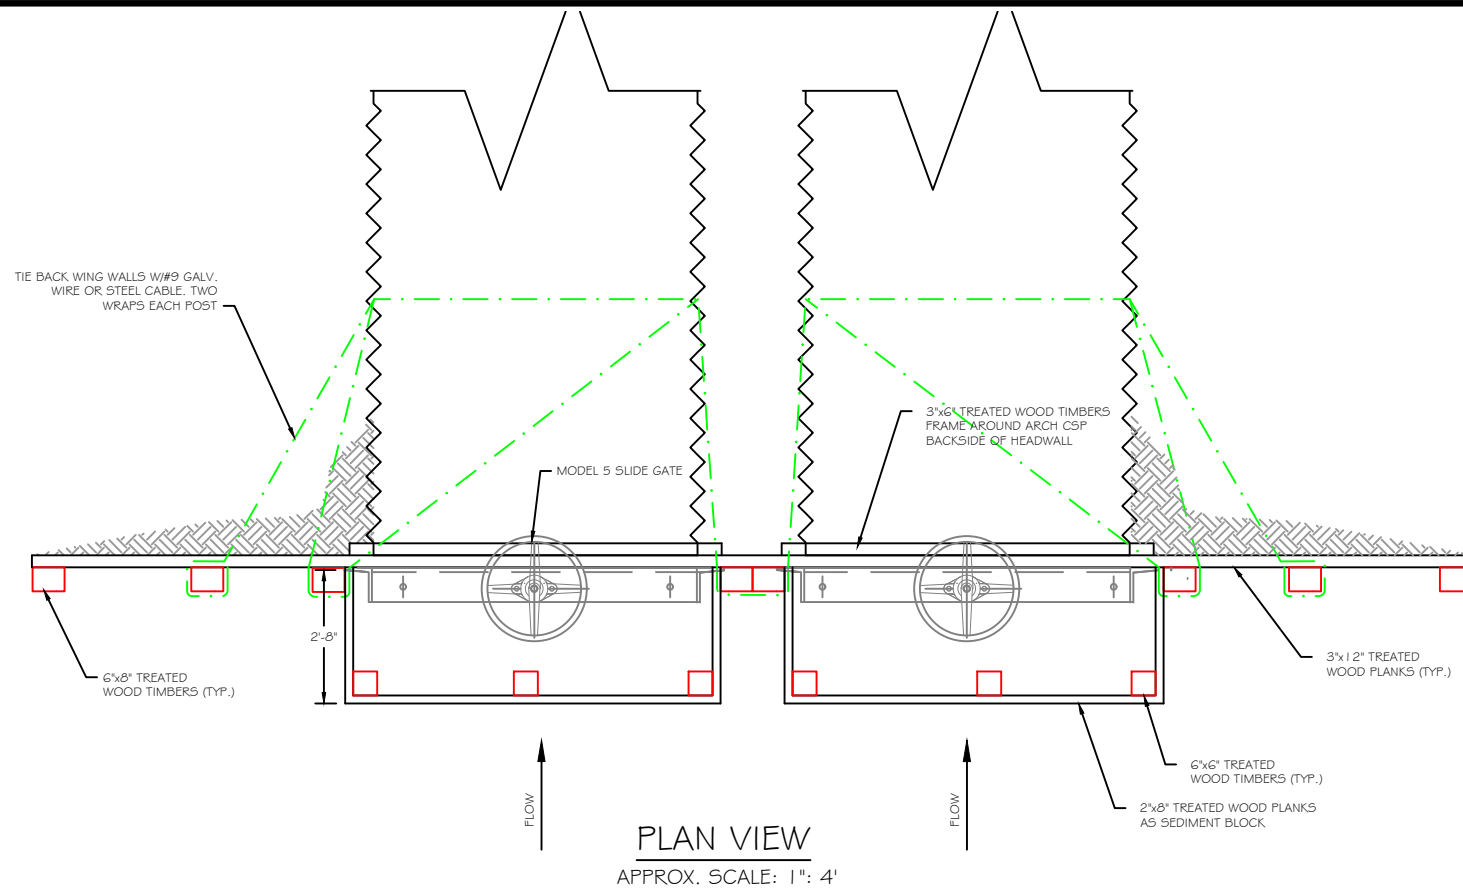 TIE BACK WING WALLS W/#9 GALV.
WIRE OR STEEL CABLE. TWO
WRAPS EACH POST
3"x6" TREATED WOOD TIMBERS
FRAME AROUND ARCH CSP
BACKSIDE OF HEADWALL
MODEL 5 SLIDE GATE
2'-8"
6"x8" TREATED
WOOD TIMBERS (TYP.)
3"x12" TREATED
WOOD PLANKS (TYP.)
6"x6" TREATED
WOOD TIMBERS (TYP.)
2"x8" TREATED WOOD PLANKS
AS SEDIMENT BLOCK
FLOW
FLOW
PLAN VIEW
APPROX. SCALE: 1": 4'